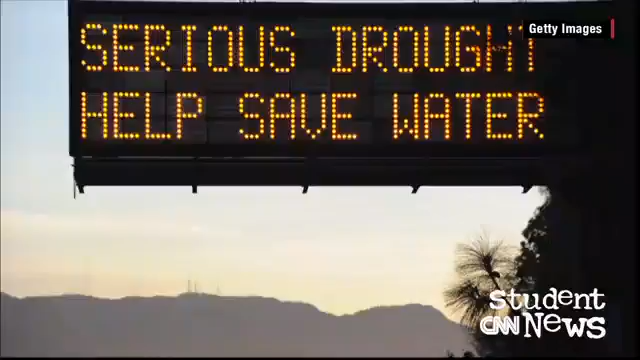 SERIOUS DROUGHT
HELP SAVE WATER
Getty Images
student
CNN News